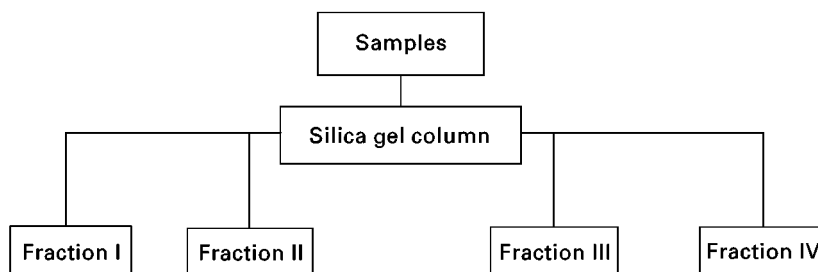 Samples
Silica gel column
Fraction I
Fraction II
Fraction III
Fraction IV